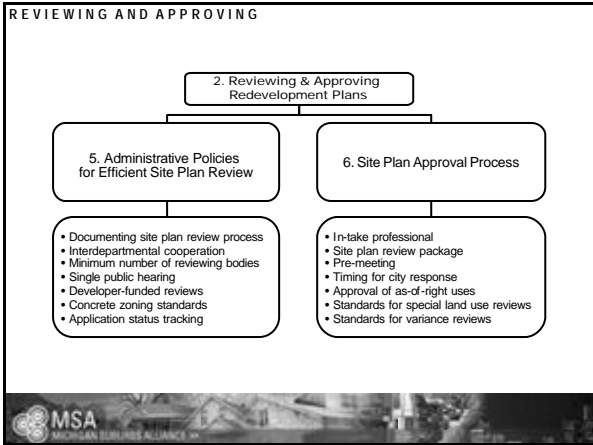 REVIEWING AND APPROVING
2. Reviewing & Approving
Redevelopment Plans
5. Administrative Policies
for Efficient Site Plan Review
6. Site Plan Approval Process
• Documenting site plan review process
• Interdepartmental cooperation
• Minimum number of reviewing bodies
• Single public hearing
• Developer-funded reviews
• Concrete zoning standards
• Application status tracking
• In-take professional
• Site plan review package
• Pre-meeting
• Timing for city response
• Approval of as-of-right uses
• Standards for special land use reviews
• Standards for variance reviews
MSA
MICHIGAN SUBURBS ALLIANCE